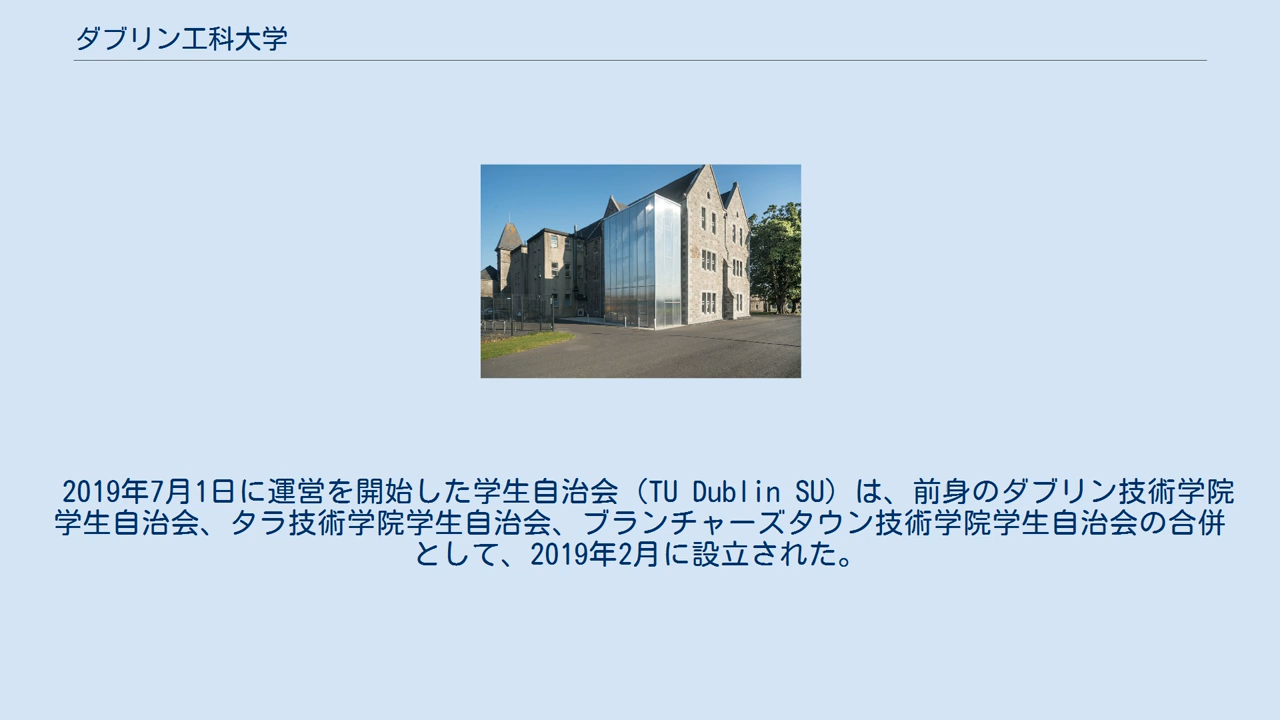 ダブリン工科大学
2019年7月1日に運営を開始した学生自治会（TU Dublin SU）は、前身のダブリン技術学院
学生自治会、タラ技術学院学生自治会、ブランチャーズタウン技術学院学生自治会の合併
として、2019年2月に設立された。